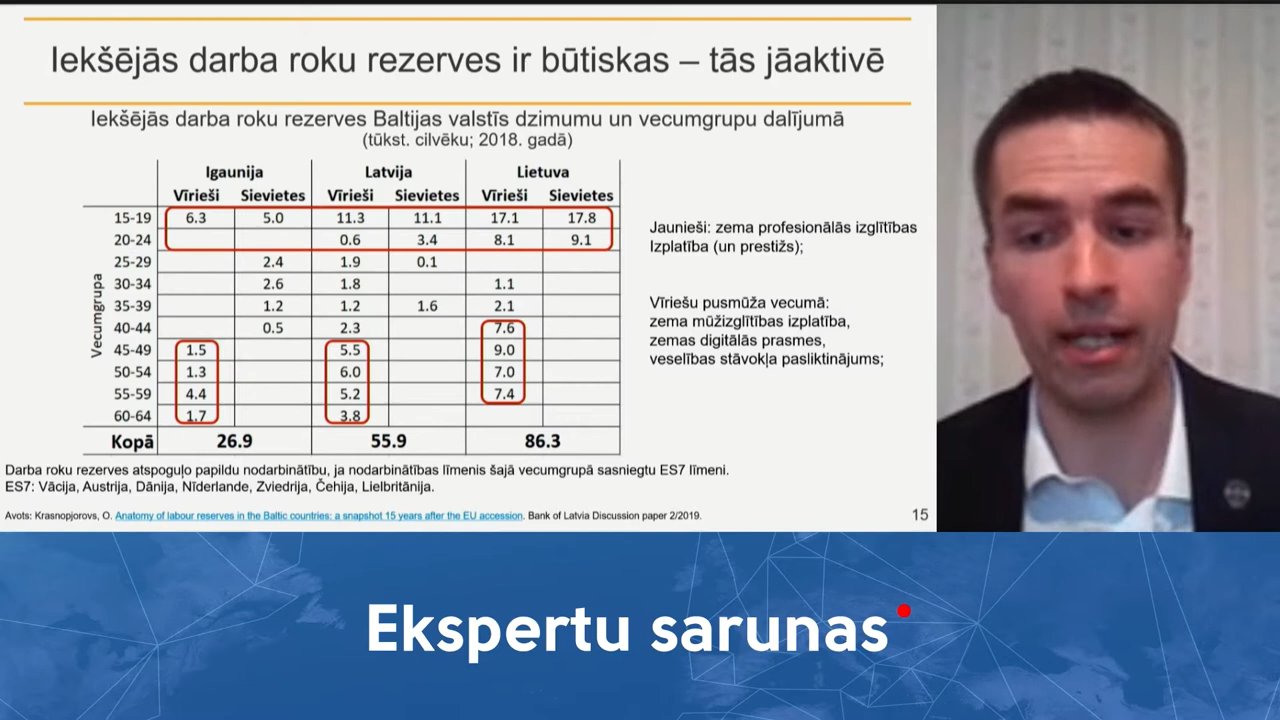 Iekšējās darba roku rezerves ir būtiskas – tās jāaktivē
Iekšējās darba roku rezerves Baltijas valstīs dzimumu un vecumgrupu dalījumā
(tūkst. cilvēku; 2018. gadā)
Igaunija Latvija Lietuva
Vīrieši Sievietes Vīrieši Sievietes Vīrieši Sievietes
Vecumgrupa
15-19 6.3 5.0 11.3 11.1 17.1 17.8
20-24 0.6 3.4 8.1 9.1
25-29 2.4 1.9 0.1
30-34 2.6 1.8 1.1
35-39 1.2 1.2 1.6 2.1
40-44 0.5 2.3 7.6
45-49 1.5 5.5 9.0
50-54 1.3 6.0 7.0
55-59 4.4 5.2 7.4
60-64 1.7 3.8
Kopā 26.9 55.9 86.3
Jaunieši: zema profesionālās izglītības
Izplatība (un prestižs);
Vīriešu pusmūža vecumā:
zema mūžizglītības izplatība,
zemas digitālās prasmes,
veselības stāvokļa pasliktinājums;
Darba roku rezerves atspoguļo papildu nodarbinātību, ja nodarbinātības līmenis šajā vecumgrupā sasniegtu ES7 līmeni.
ES7: Vācija, Austrija, Dānija, Nīderlande, Zviedrija, Čehija, Lielbritānija.
Avots: Krasnopjorovs, O. Anatomy of labour reserves in the Baltic countries: a snapshot 15 years after the EU accession. Bank of Latvia Discussion paper 2/2019.
15
Ekspertu sarunas